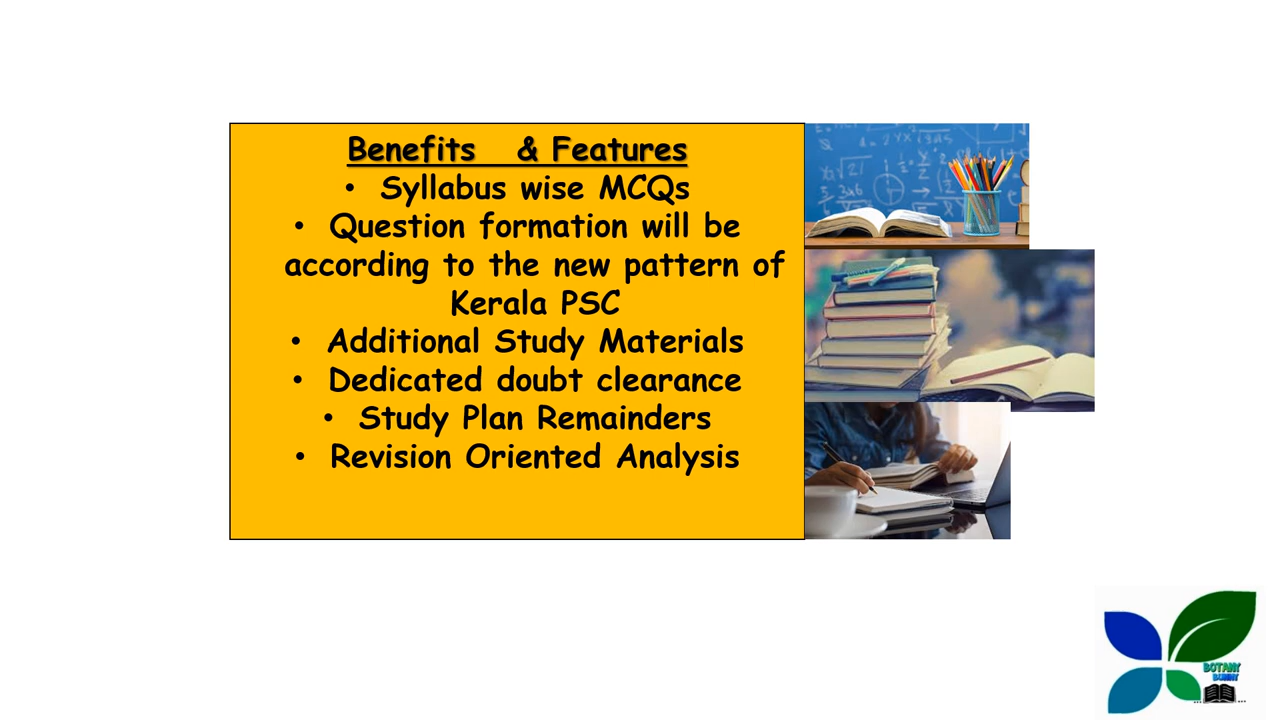 Benefits & Features
• Syllabus wise MCQs
• Question formation will be
according to the new pattern of
Kerala PSC
• Additional Study Materials
• Dedicated doubt clearance
• Study Plan Remainders
• Revision Oriented Analysis
BOTANY
BUNNY